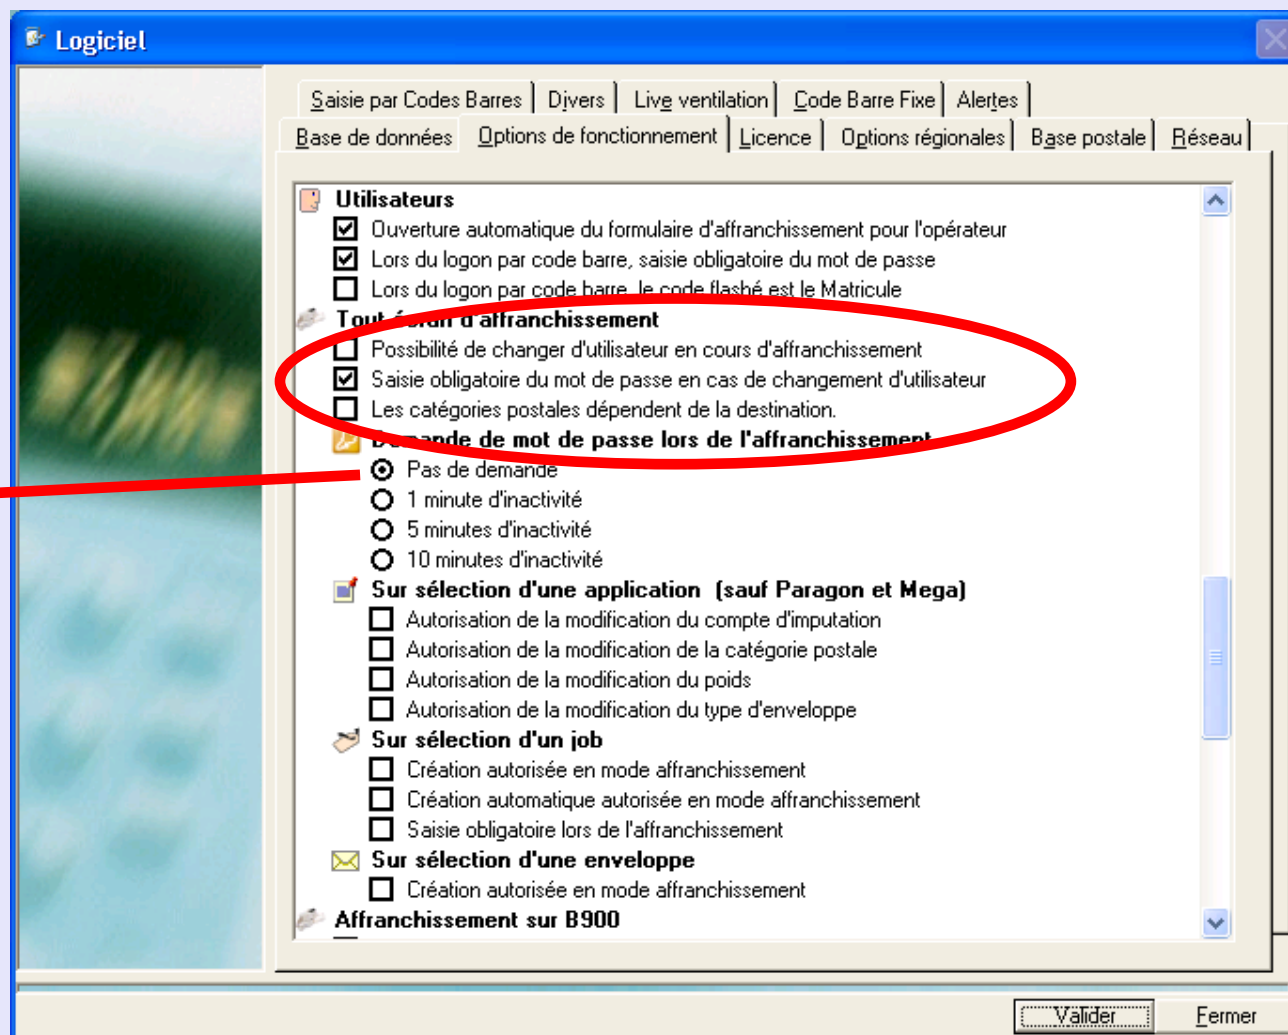 Logiciel
Saisie par Codes Barres Divers Live ventilation Code Barre Fixe Alertes
Base de données Options de fonctionnement Licence Options régionales Base postale Réseau
Utilisateurs
Ouverture automatique du formulaire d'affranchissement pour l'opérateur
Lors du logon par code barre, saisie obligatoire du mot de passe
Lors du logon par code barre, le code flashé est le Matricule
Tout écran d'affranchissement
Possibilité de changer d'utilisateur en cours d'affranchissement
Saisie obligatoire du mot de passe en cas de changement d'utilisateur
Les catégories postales dépendent de la destination.
Demande de mot de passe lors de l'affranchissement
Pas de demande
1 minute d'inactivité
5 minutes d'inactivité
10 minutes d'inactivité
Sur sélection d'une application (sauf Paragon et Mega)
Autorisation de la modification du compte d'imputation
Autorisation de la modification de la catégorie postale
Autorisation de la modification du poids
Autorisation de la modification du type d'enveloppe
Sur sélection d'un job
Création autorisée en mode affranchissement
Création automatique autorisée en mode affranchissement
Saisie obligatoire lors de l'affranchissement
Sur sélection d'une enveloppe
Création autorisée en mode affranchissement
Affranchissement sur B900
Valider Fermer